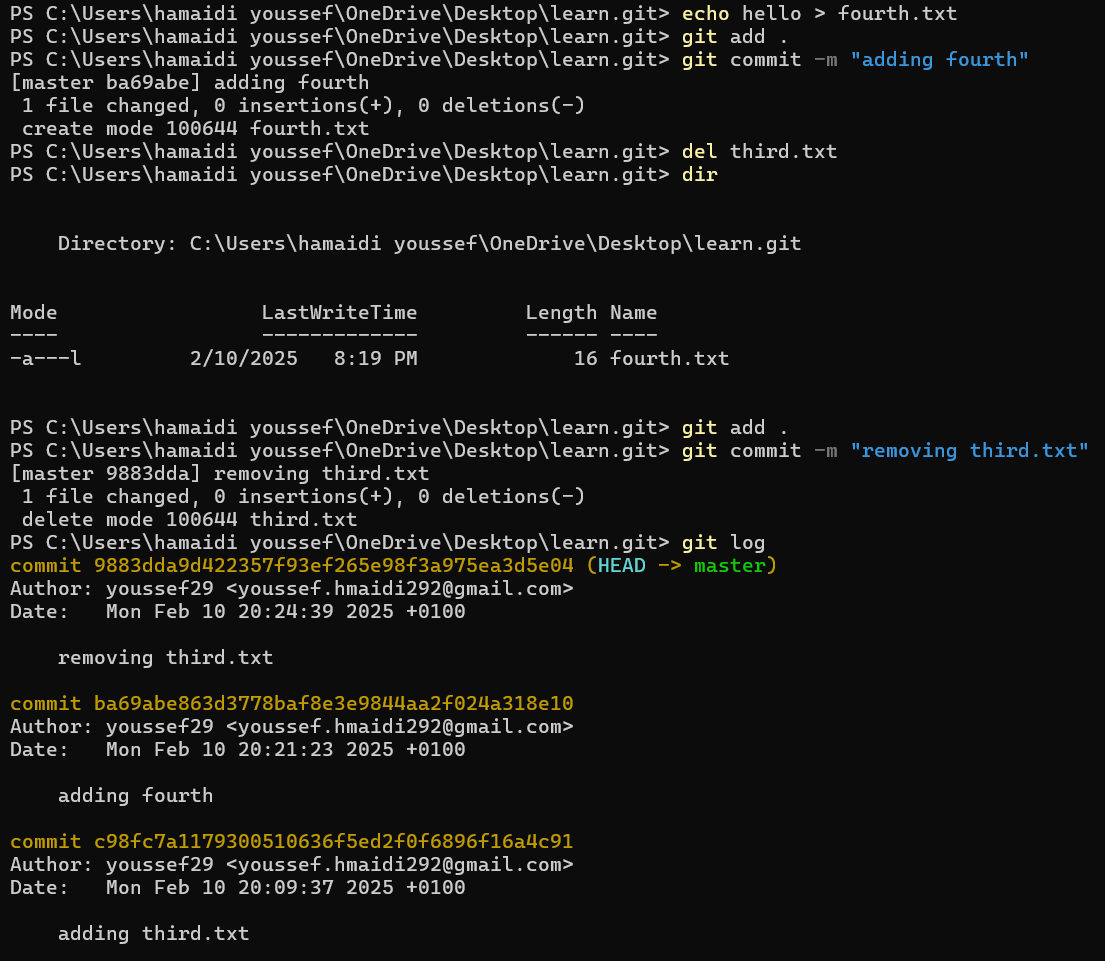 PS C:\Users\hamaidi youssef\OneDrive\Desktop\learn.git> echo hello > fourth.txt
PS C:\Users\hamaidi youssef\OneDrive\Desktop\learn.git> git add .
PS C:\Users\hamaidi youssef\OneDrive\Desktop\learn.git> git commit -m "adding fourth"
[master ba69abe] adding fourth
 1 file changed, 0 insertions(+), 0 deletions(-)
 create mode 100644 fourth.txt
PS C:\Users\hamaidi youssef\OneDrive\Desktop\learn.git> del third.txt
PS C:\Users\hamaidi youssef\OneDrive\Desktop\learn.git> dir
    Directory: C:\Users\hamaidi youssef\OneDrive\Desktop\learn.git
Mode                 LastWriteTime         Length Name
----                 -------------         ------ ----
-a---l         2/10/2025   8:19 PM             16 fourth.txt
PS C:\Users\hamaidi youssef\OneDrive\Desktop\learn.git> git add .
PS C:\Users\hamaidi youssef\OneDrive\Desktop\learn.git> git commit -m "removing third.txt"
[master 9883dda] removing third.txt
 1 file changed, 0 insertions(+), 0 deletions(-)
 delete mode 100644 third.txt
PS C:\Users\hamaidi youssef\OneDrive\Desktop\learn.git> git log
commit 9883dda9d422357f93ef265e98f3a975ea3d5e04 (HEAD -> master)
Author: youssef29 <youssef.hmaidi292@gmail.com>
Date:   Mon Feb 10 20:24:39 2025 +0100
    removing third.txt
commit ba69abe863d3778baf8e3e9844aa2f024a318e10
Author: youssef29 <youssef.hmaidi292@gmail.com>
Date:   Mon Feb 10 20:21:23 2025 +0100
    adding fourth
commit c98fc7a1179300510636f5ed2f0f6896f16a4c91
Author: youssef29 <youssef.hmaidi292@gmail.com>
Date:   Mon Feb 10 20:09:37 2025 +0100
    adding third.txt